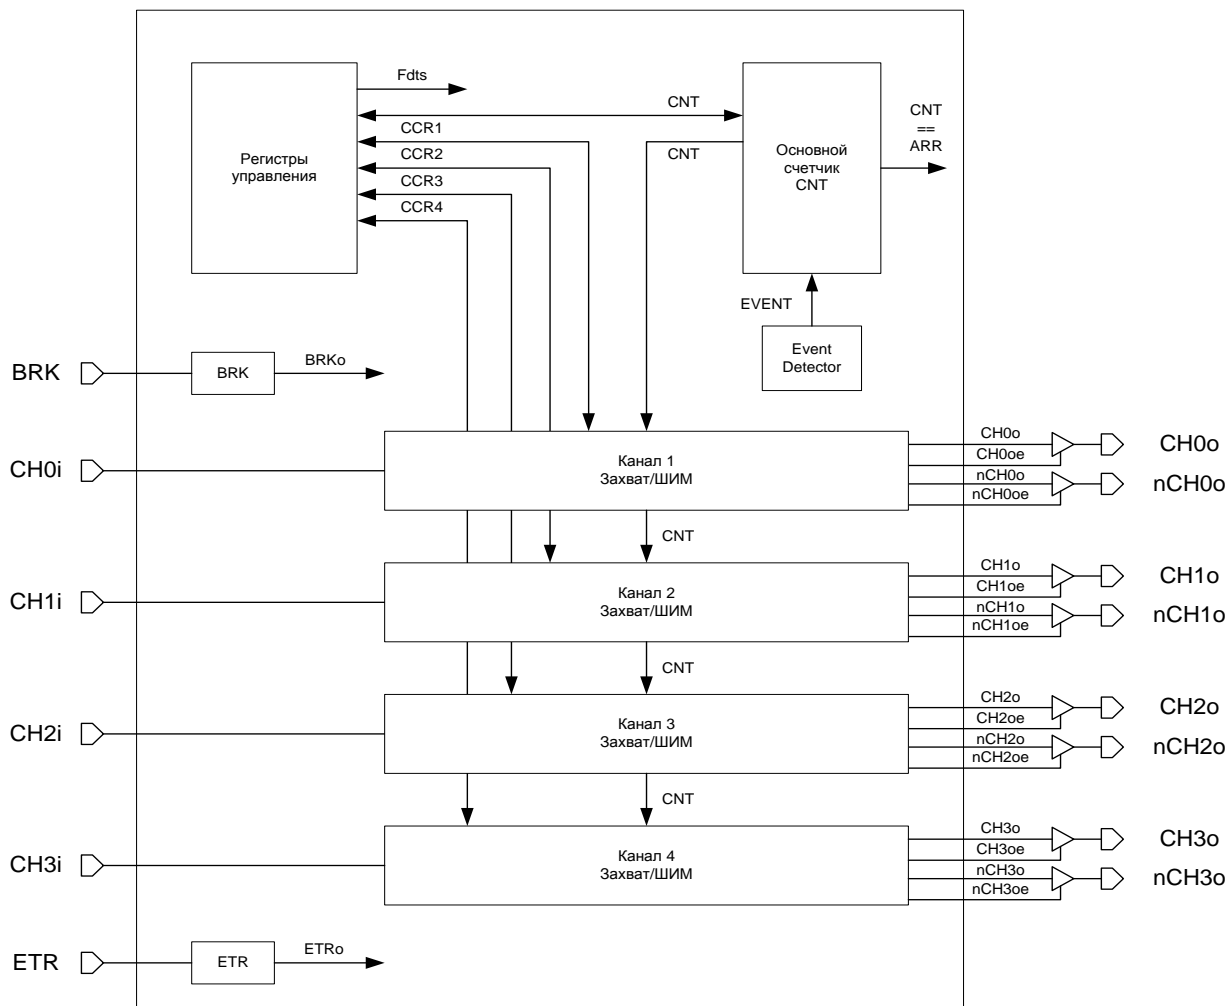 Fdts
CNT
CNT
==
ARR
CCR1
CNT
CCR2
CCR3
CCR4
Регистры
управления
Основной
счетчик
CNT
EVENT
Event
Detector
BRK
BRK
BRKo
CH0i
Канал 1
Захват/ШИМ
CH0o
CH0oe
nCH0o
nCH0oe
CH0o
nCH0o
CNT
CH1i
Канал 2
Захват/ШИМ
CH1o
CH1oe
nCH1o
nCH1oe
CH1o
nCH1o
CNT
CH2i
Канал 3
Захват/ШИМ
CH2o
CH2oe
nCH2o
nCH2oe
CH2o
nCH2o
CNT
CH3i
Канал 4
Захват/ШИМ
CH3o
CH3oe
nCH3o
nCH3oe
CH3o
nCH3o
ETR
ETR
ETRo